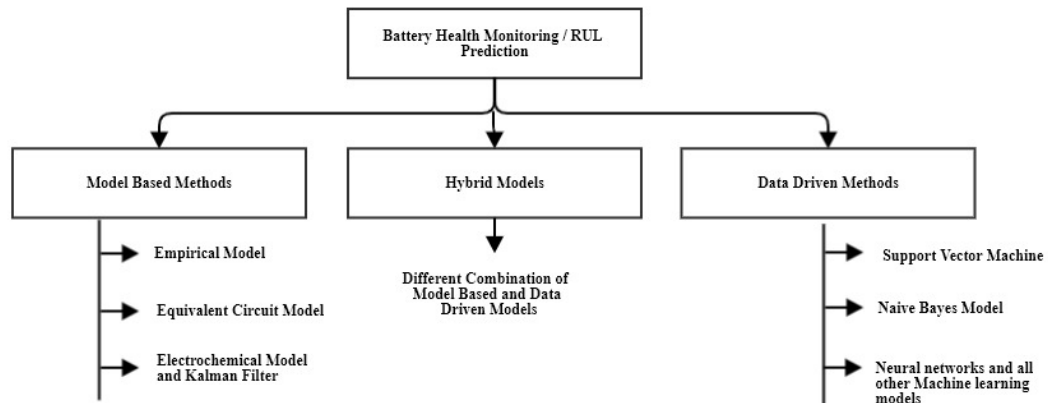 Battery Health Monitoring / RUL
Prediction
Model Based Methods
Hybrid Models
Data Driven Methods
Empirical Model
Equivalent Circuit Model
Electrochemical Model
and Kalman Filter
Different Combination of
Model Based and Data
Driven Models
Support Vector Machine
Naive Bayes Model
Neural networks and all
other Machine learning
models